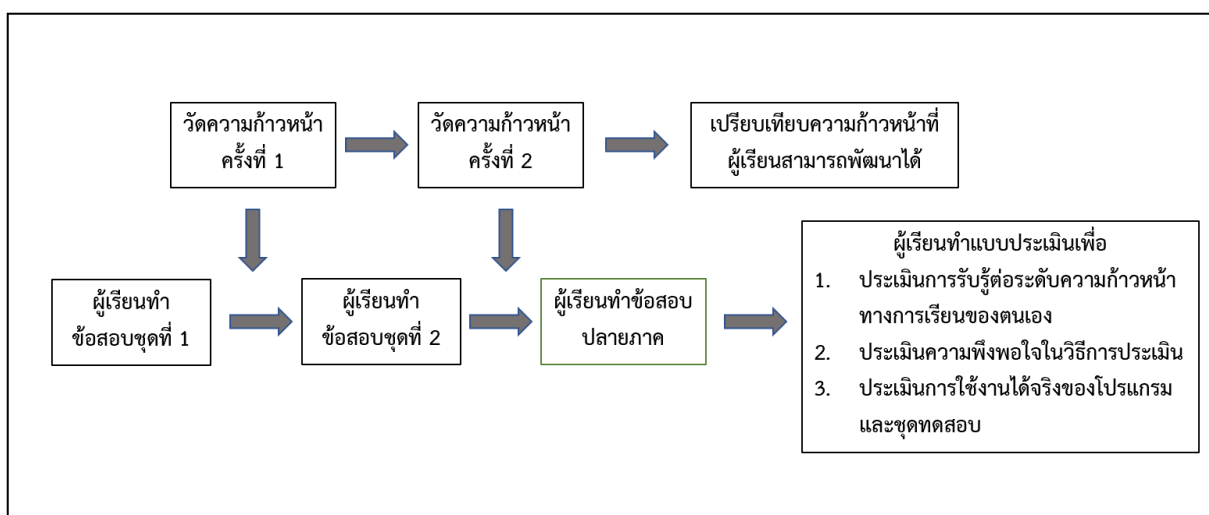 วัดความก้าวหน้า
ครั้งที่ 1
วัดความก้าวหน้า
ครั้งที่ 2
เปรียบเทียบความก้าวหน้าที่
ผู้เรียนสามารถพัฒนาได้
ผู้เรียนทำ
ข้อสอบชุดที่ 1
ผู้เรียนทำ
ข้อสอบชุดที่ 2
ผู้เรียนทำข้อสอบ
ปลายภาค
ผู้เรียนทำแบบประเมินเพื่อ
1. ประเมินการรับรู้ต่อระดับความก้าวหน้า
ทางการเรียนของตนเอง
2. ประเมินความพึงพอใจในวิธีการประเมิน
3. ประเมินการใช้งานได้จริงของโปรแกรม
และชุดทดสอบ